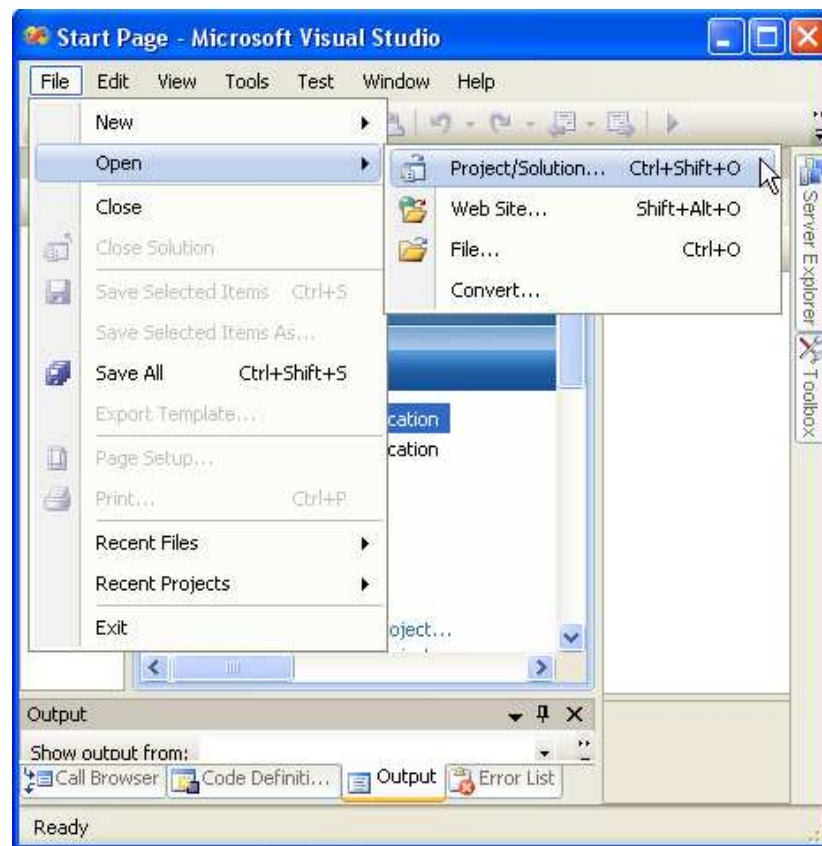 Start Page - Microsoft Visual Studio
File Edit View Tools Test Window Help
New
Open
Project/Solution... Ctrl+Shift+O
Close
Web Site... Shift+Alt+O
Close Solution
File... Ctrl+O
Save Selected Items Ctrl+S
Convert...
Save Selected Items As...
Save All Ctrl+Shift+S
Export Template...
cation
Page Setup...
cation
Print... Ctrl+P
Recent Files
Recent Projects
Exit
oject...
Server Explorer
Toolbox
Output
Show output from:
Call Browser Code Definiti... Output Error List
Ready